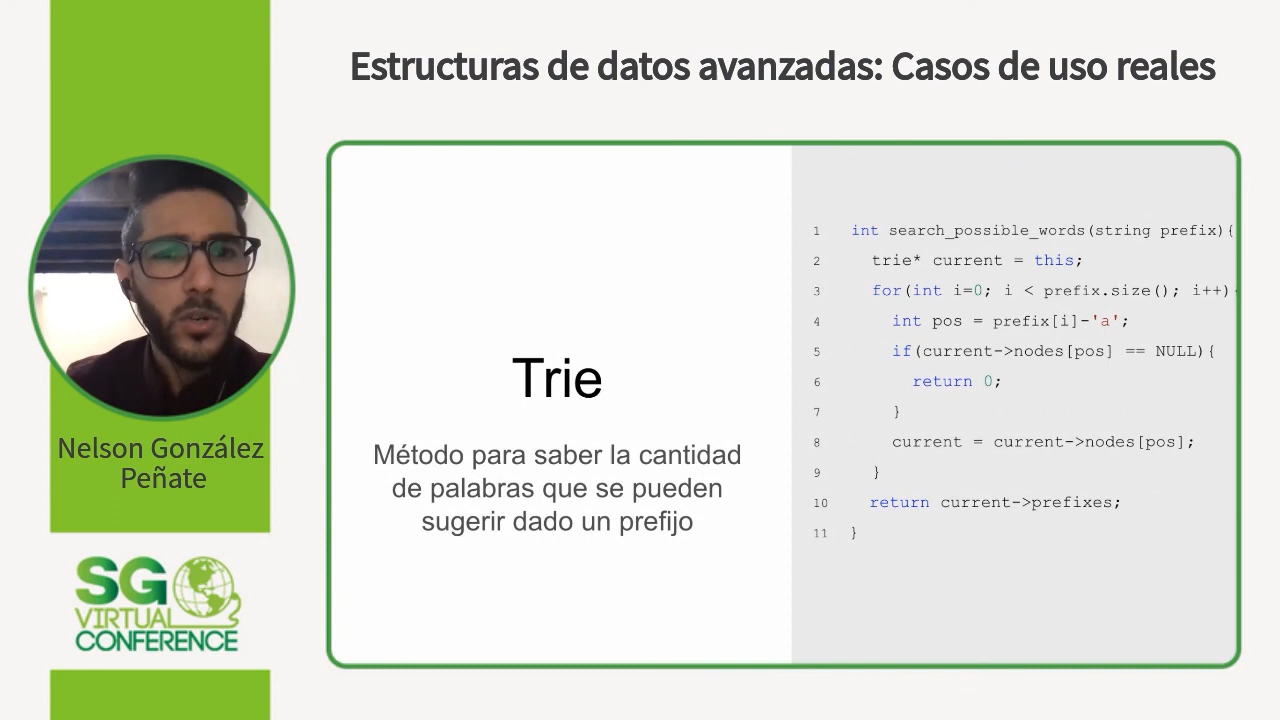 Estructuras de datos avanzadas: Casos de uso reales
Nelson González
Peñate
SG
VIRTUAL
CONFERENCE
Trie
Método para saber la cantidad
de palabras que se pueden
sugerir dado un prefijo
1 int search_possible_words(string prefix){
2 trie* current = this;
3 for(int i=0; i < prefix.size(); i++){
4 int pos = prefix[i]-'a';
5 if(current->nodes[pos] == NULL){
6 return 0;
7 }
8 current = current->nodes[pos];
9 }
10 return current->prefixes;
11 }